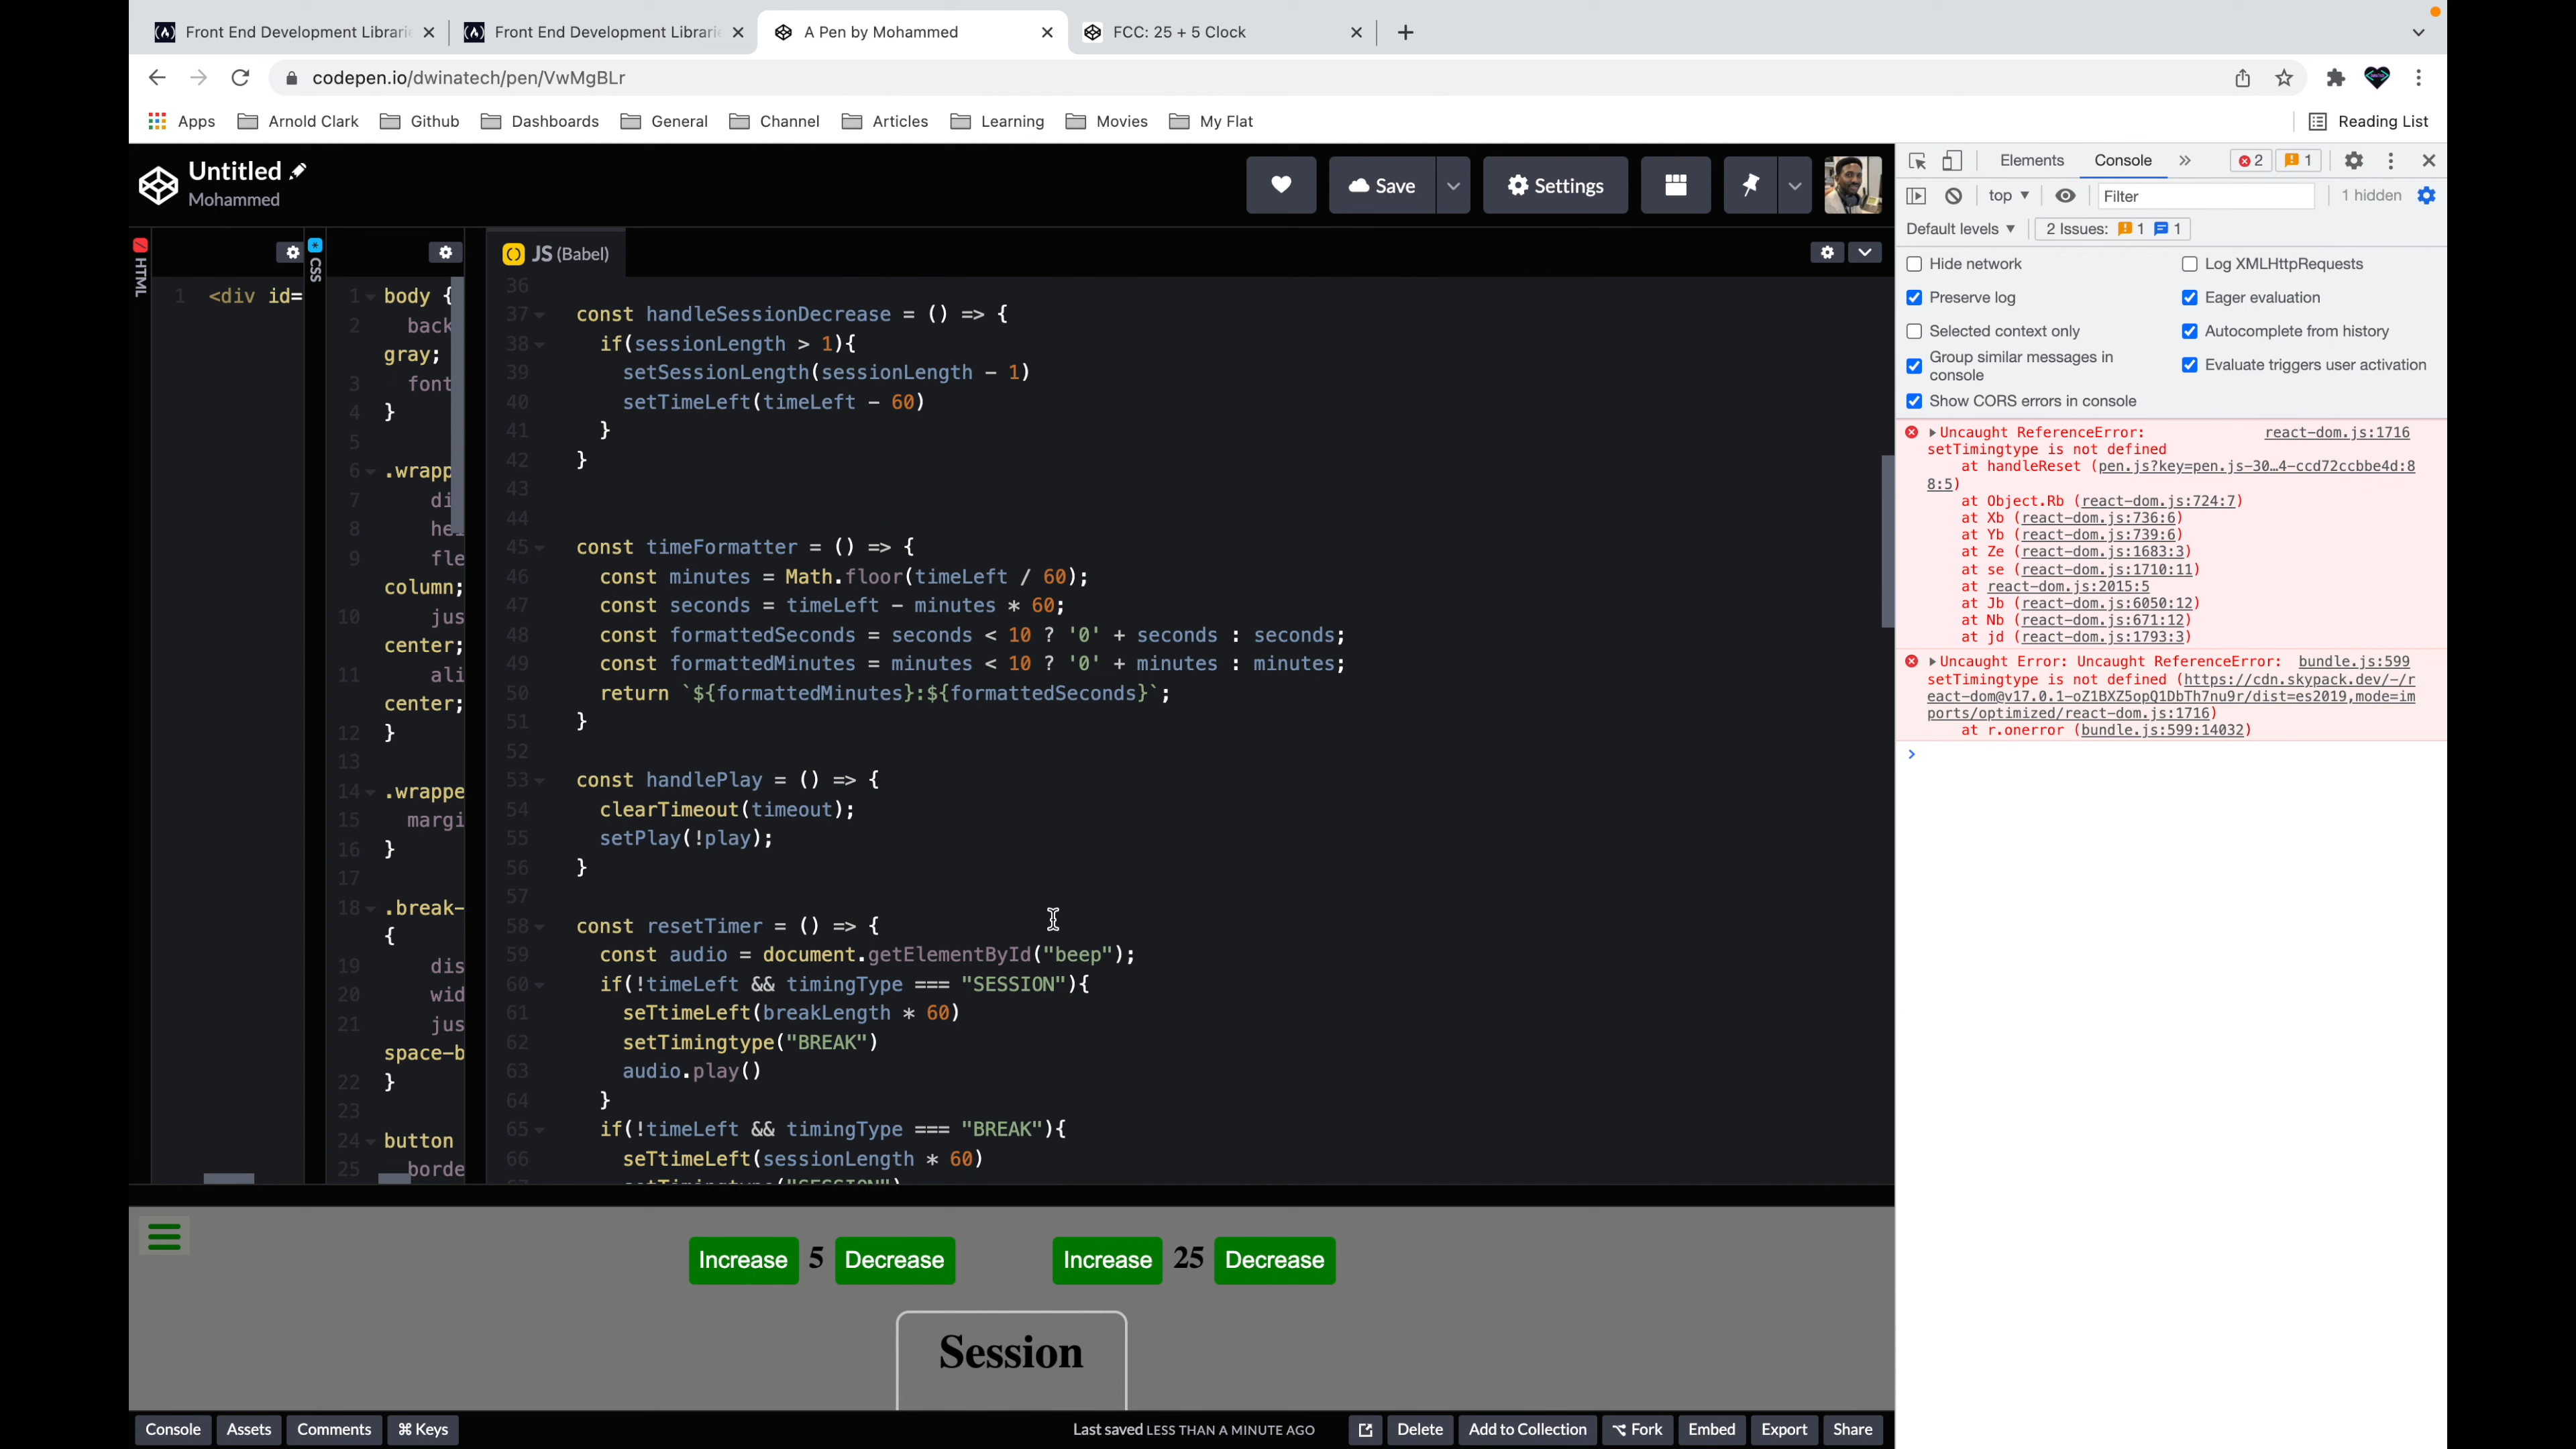 Front End Development Librarie
Front End Development Librarie
A Pen by Mohammed
FCC: 25 + 5 Clock
codepen.io/dwinatech/pen/VwMgBLr
Apps
Arnold Clark
Github
Dashboards
General
Channel
Articles
Learning
Movies
My Flat
Reading List
Untitled
Mohammed
Save
Settings
HTML
1 <div id=
CSS
1 body {
2 back
gray;
3 font
4 }
5
6 .wrapp
7 di
8 he
9 fle
column;
10 jus
center;
11 ali
center;
12 }
13
14 .wrappe
15 margi
16 }
17
18 .break-
{
19 dis
20 wid
21 jus
space-b
22 }
23
24 button
25 borde
JS (Babel)
36
37 const handleSessionDecrease = () => {
38 if(sessionLength > 1){
39 setSessionLength(sessionLength - 1)
40 setTimeLeft(timeLeft - 60)
41 }
42 }
43
44
45 const timeFormatter = () => {
46 const minutes = Math.floor(timeLeft / 60);
47 const seconds = timeLeft - minutes * 60;
48 const formattedSeconds = seconds < 10 ? '0' + seconds : seconds;
49 const formattedMinutes = minutes < 10 ? '0' + minutes : minutes;
50 return `${formattedMinutes}:${formattedSeconds}`;
51 }
52
53 const handlePlay = () => {
54 clearTimeout(timeout);
55 setPlay(!play);
56 }
57
58 const resetTimer = () => {
59 const audio = document.getElementById("beep");
60 if(!timeLeft && timingType === "SESSION"){
61 seTtimeLeft(breakLength * 60)
62 setTimingtype("BREAK")
63 audio.play()
64 }
65 if(!timeLeft && timingType === "BREAK"){
66 seTtimeLeft(sessionLength * 60)
67 setTimingtype("SESSION")
Elements
Console
2
1
top
Filter
1 hidden
Default levels
2 Issues: 1 1
Hide network
Log XMLHttpRequests
Preserve log
Eager evaluation
Selected context only
Autocomplete from history
Group similar messages in
console
Evaluate triggers user activation
Show CORS errors in console
Uncaught ReferenceError: react-dom.js:1716
setTimingtype is not defined
at handleReset (pen.js?key=pen.js-30…4-ccd72ccbbe4d:8
8:5)
at Object.Rb (react-dom.js:724:7)
at Xb (react-dom.js:736:6)
at Yb (react-dom.js:739:6)
at Ze (react-dom.js:1683:3)
at se (react-dom.js:1710:11)
at react-dom.js:2015:5
at Jb (react-dom.js:6050:12)
at Nb (react-dom.js:671:12)
at jd (react-dom.js:1793:3)
Uncaught Error: Uncaught ReferenceError: bundle.js:599
setTimingtype is not defined (https://cdn.skypack.dev/-/r
eact-dom@v17.0.1-oZ1BXZ5opQ1DbTh7nu9r/dist=es2019,mode=im
ports/optimized/react-dom.js:1716)
at r.onerror (bundle.js:599:14032)
Increase 5 Decrease
Increase 25 Decrease
Session
Console
Assets
Comments
⌘ Keys
Last saved LESS THAN A MINUTE AGO
Delete
Add to Collection
Fork
Embed
Export
Share